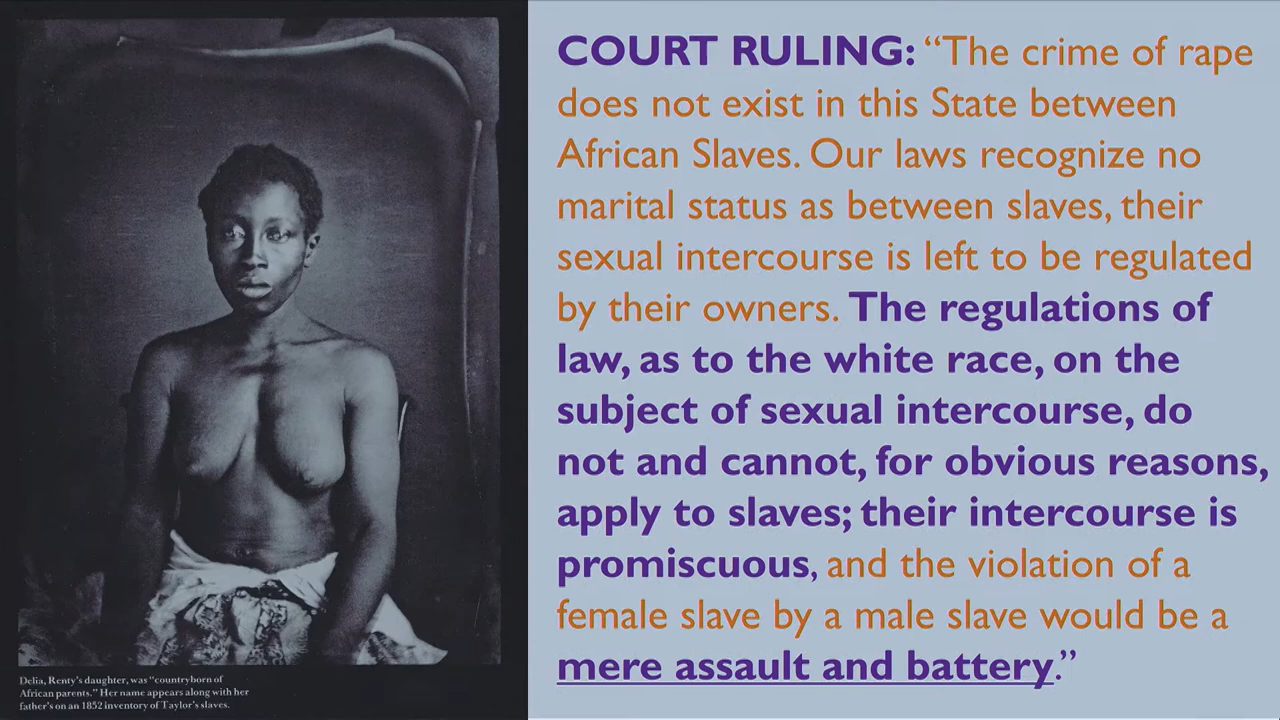 COURT RULING: “The crime of rape
does not exist in this State between
African Slaves. Our laws recognize no
marital status as between slaves, their
sexual intercourse is left to be regulated
by their owners. The regulations of
law, as to the white race, on the
subject of sexual intercourse, do
not and cannot, for obvious reasons,
apply to slaves; their intercourse is
promiscuous, and the violation of a
female slave by a male slave would be a
mere assault and battery.”
Delia, Renty's daughter, was “countryborn of
African parents.” Her name appears along with her
father's on an 1852 inventory of Taylor's slaves.